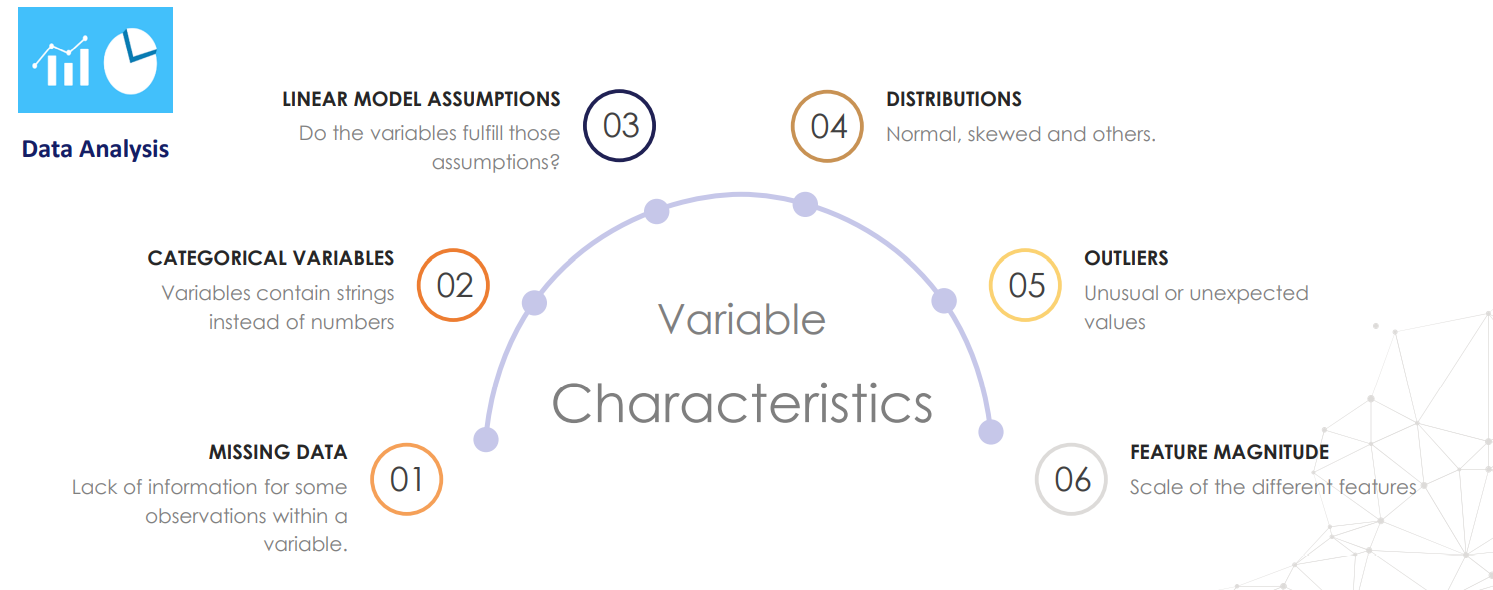 Data Analysis
Variable
Characteristics
01
MISSING DATA
Lack of information for some
observations within a
variable.
02
CATEGORICAL VARIABLES
Variables contain strings
instead of numbers
03
LINEAR MODEL ASSUMPTIONS
Do the variables fulfill those
assumptions?
04
DISTRIBUTIONS
Normal, skewed and others.
05
OUTLIERS
Unusual or unexpected
values
06
FEATURE MAGNITUDE
Scale of the different features